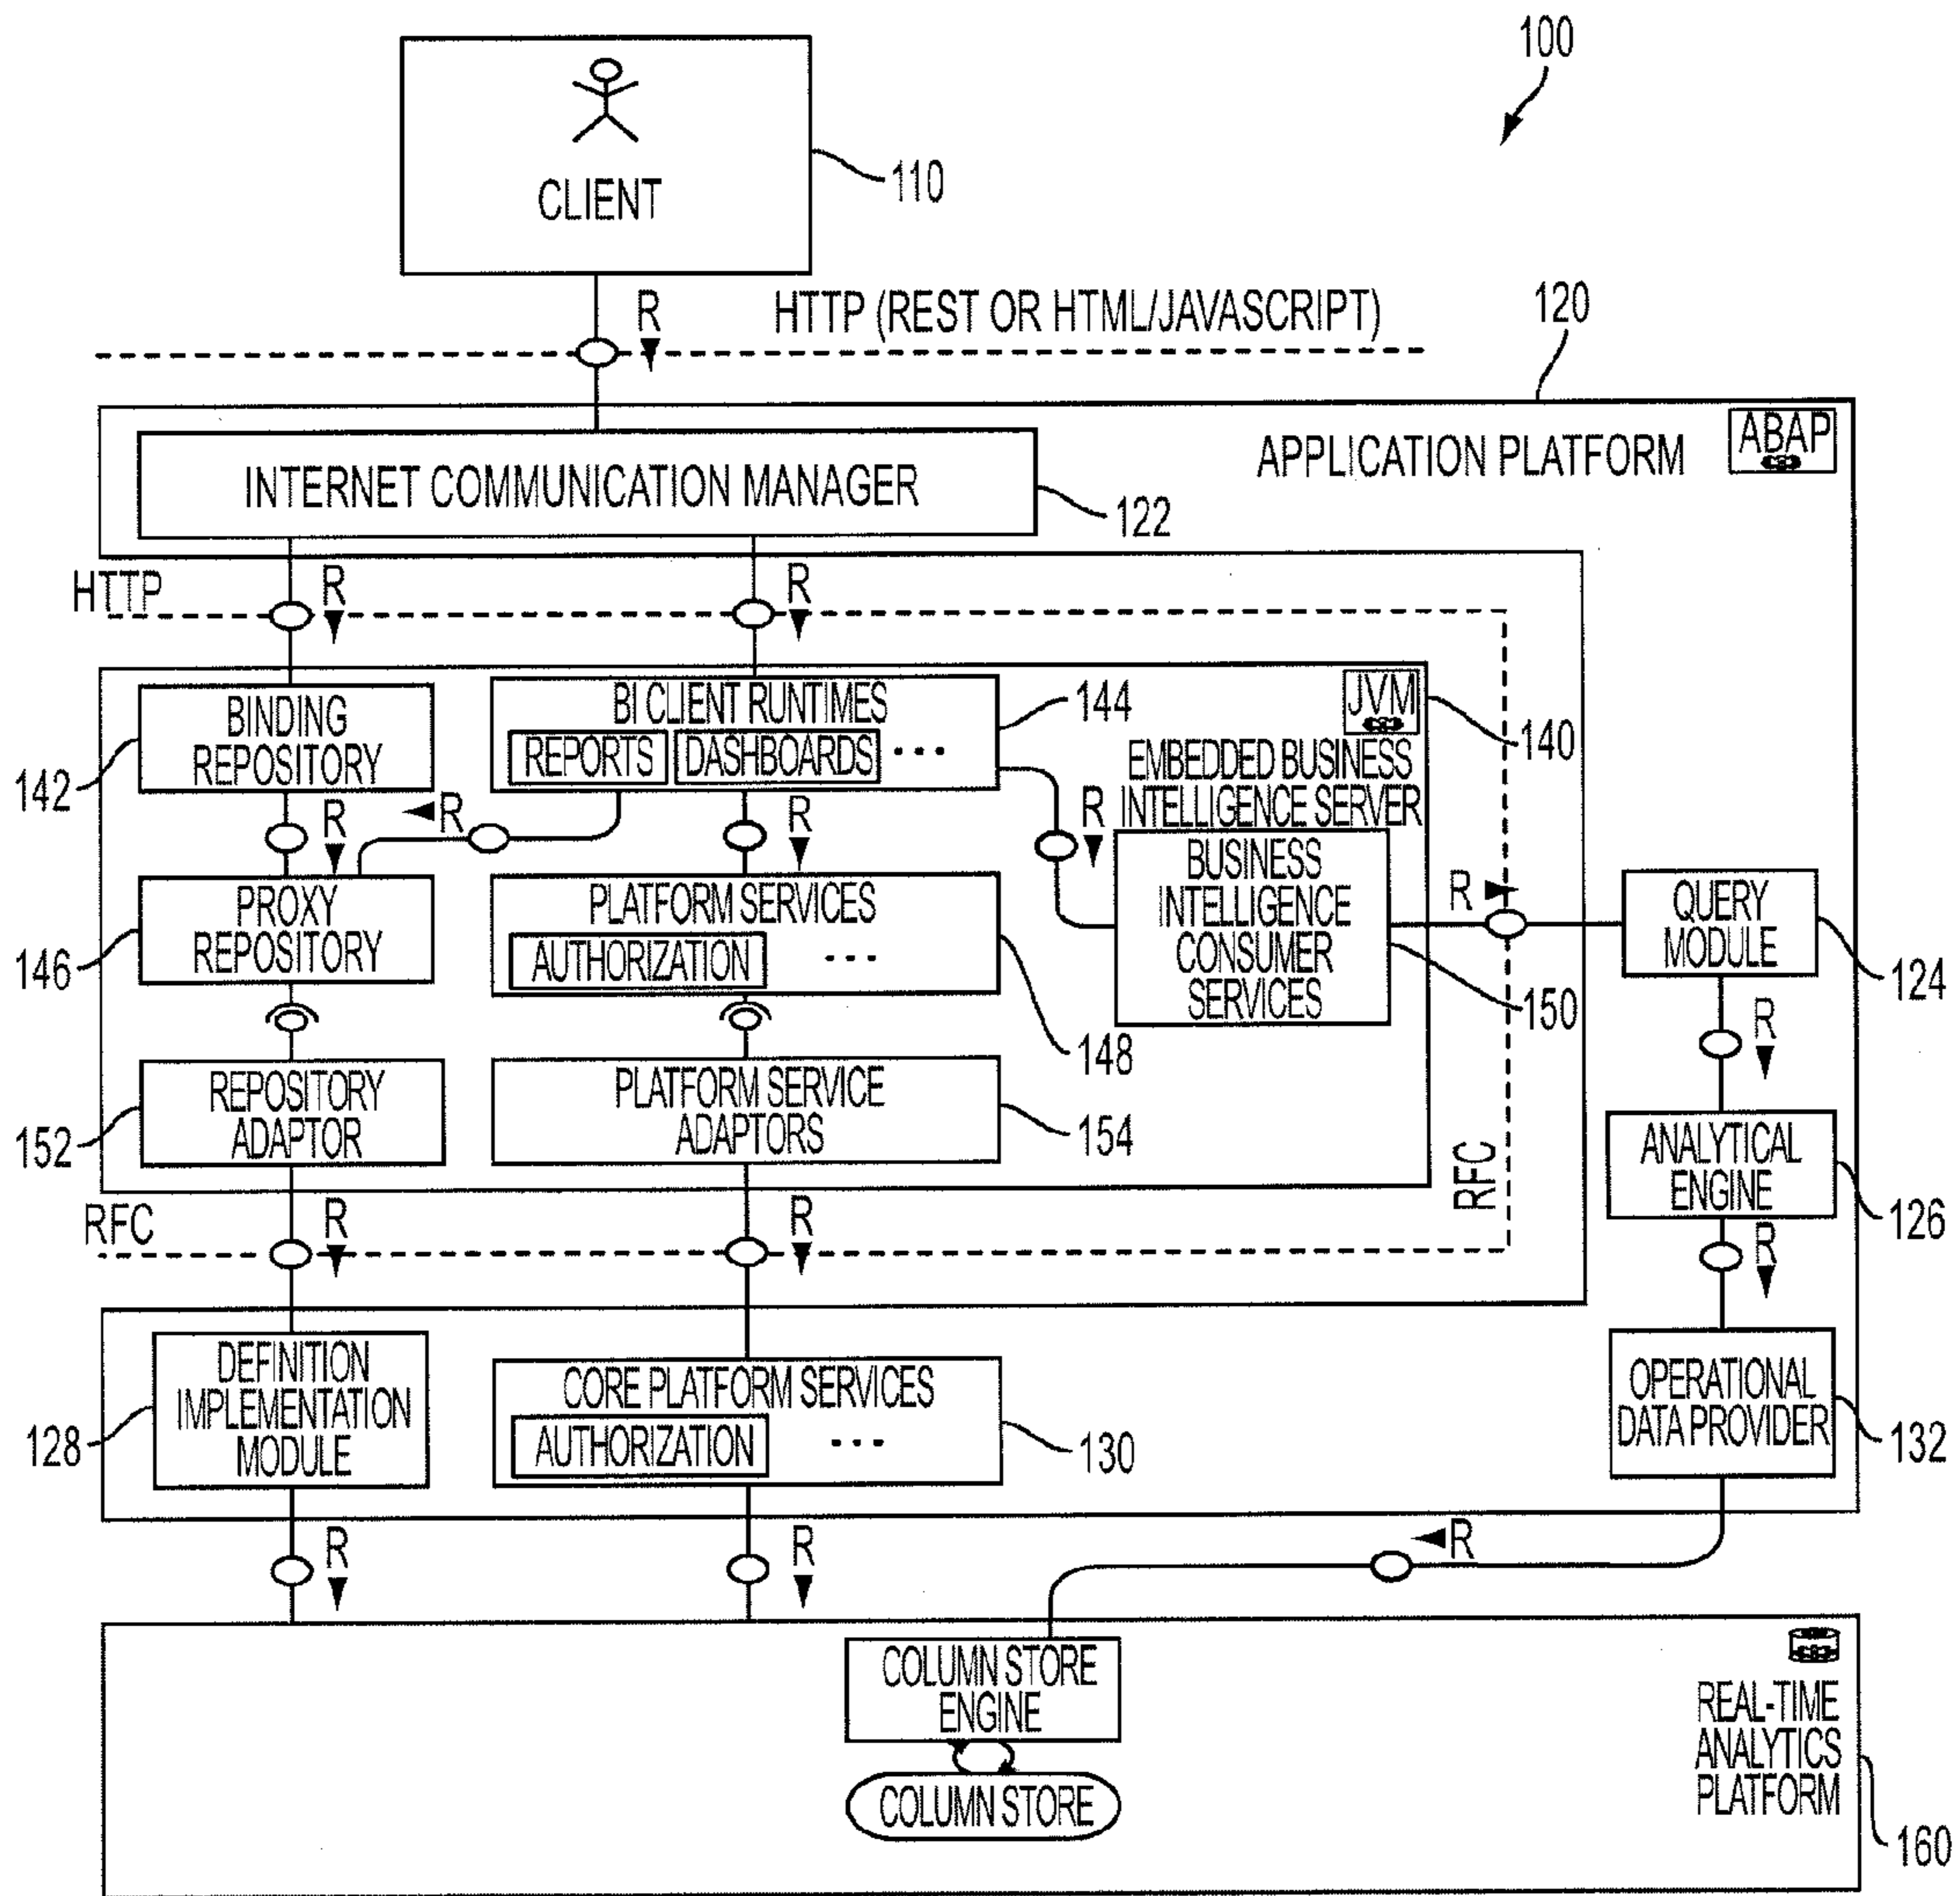 100
CLIENT
110
R
HTTP (REST OR HTML/JAVASCRIPT)
120
ABAP
APPLICATION PLATFORM
INTERNET COMMUNICATION MANAGER
122
HTTP
R
R
BINDING
REPOSITORY
142
BI CLIENT RUNTIMES
REPORTS
DASHBOARDS
...
144
JVM
140
EMBEDDED BUSINESS
INTELLIGENCE SERVER
R
R
R
R
PROXY
REPOSITORY
146
PLATFORM SERVICES
AUTHORIZATION
...
148
BUSINESS
INTELLIGENCE
CONSUMER
SERVICES
150
R
QUERY
MODULE
124
R
REPOSITORY
ADAPTOR
152
PLATFORM SERVICE
ADAPTORS
154
RFC
ANALYTICAL
ENGINE
126
RFC
R
R
R
DEFINITION
IMPLEMENTATION
MODULE
128
CORE PLATFORM SERVICES
AUTHORIZATION
...
130
OPERATIONAL
DATA PROVIDER
132
R
R
R
COLUMN STORE
ENGINE
COLUMN STORE
REAL-TIME
ANALYTICS
PLATFORM
160